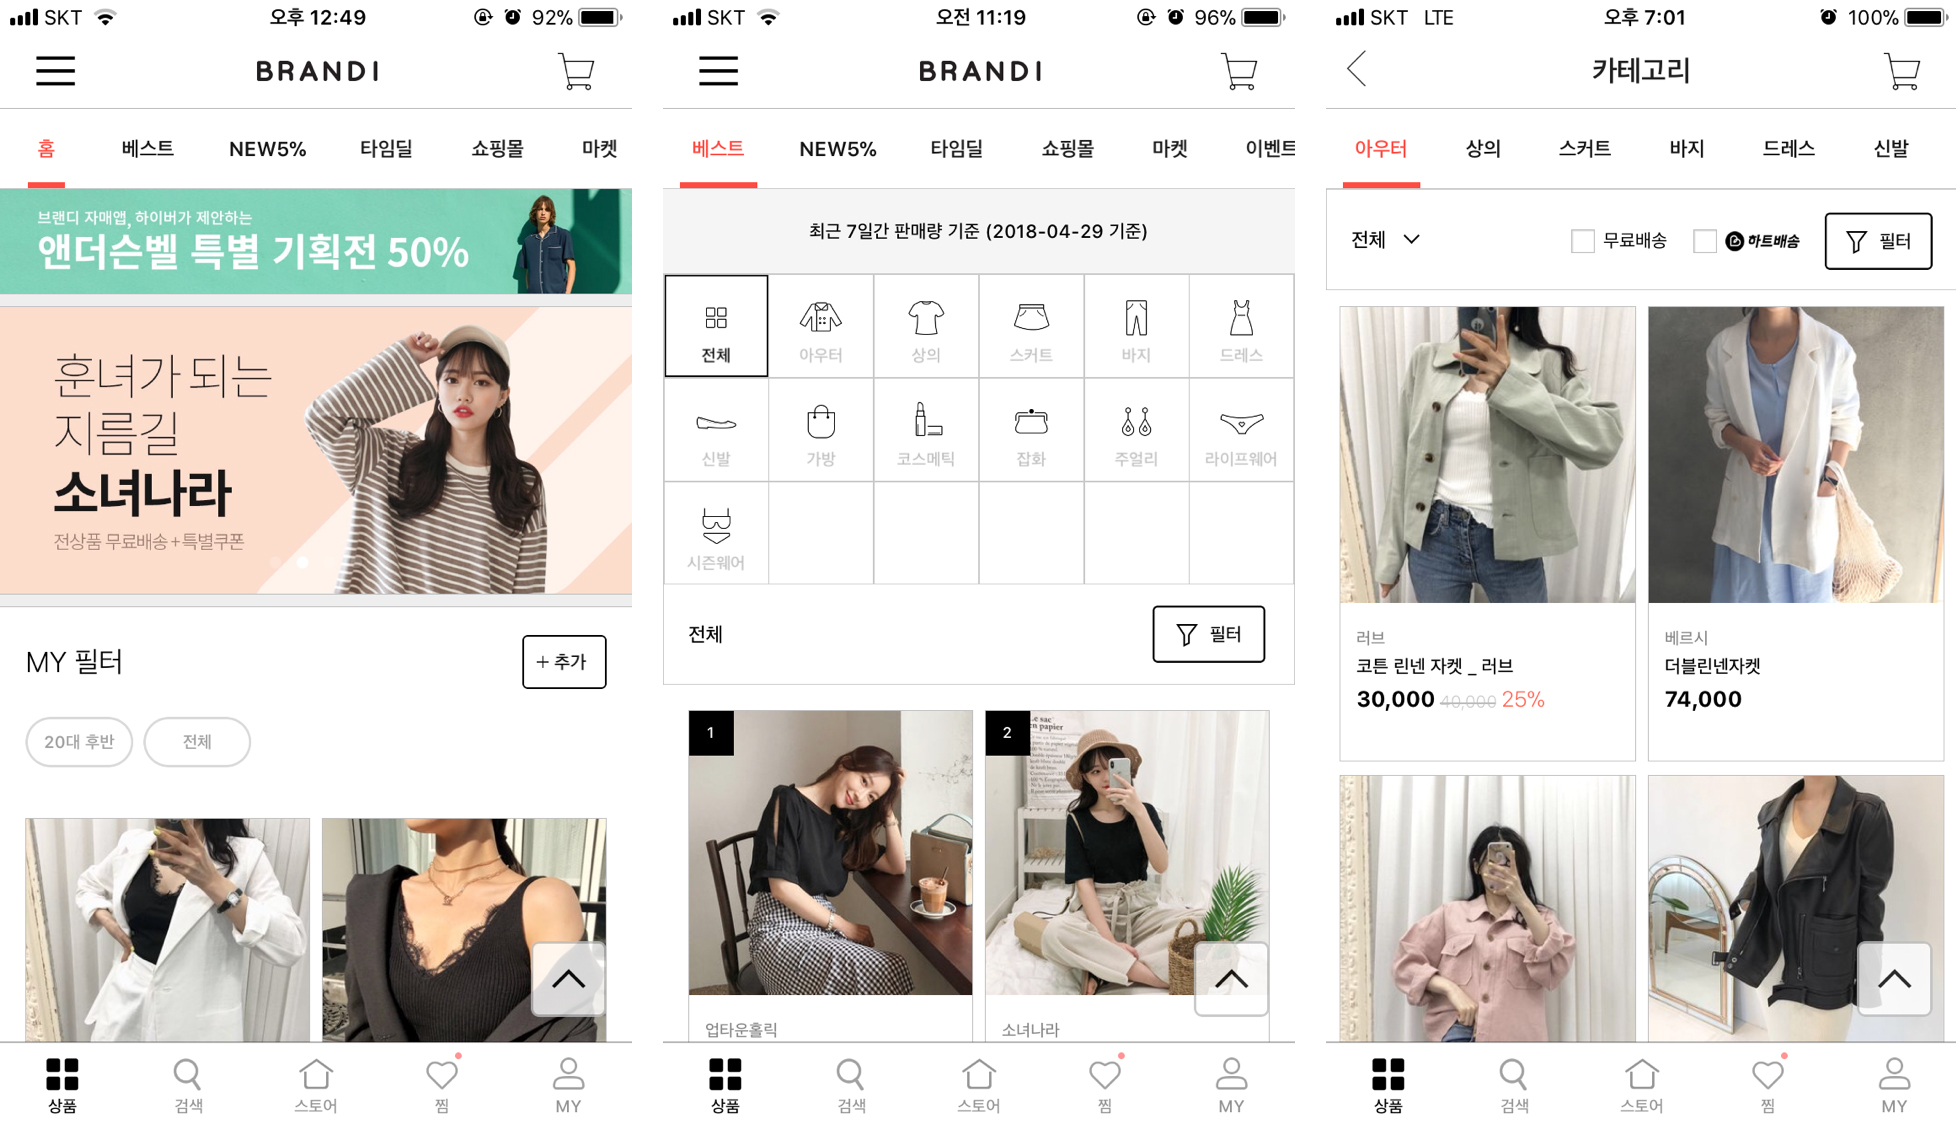 SKT
오후 12:49
92%
BRANDI
홈 베스트 NEW5% 타임딜 쇼핑몰 마켓
브랜디 자매앱, 하이버가 제안하는
앤더슨벨 특별 기획전 50%
훈녀가 되는
지름길
소녀나라
전상품 무료배송+특별쿠폰
MY 필터
+ 추가
20대 후반 전체
상품 검색 스토어 찜 MY
SKT
오전 11:19
96%
BRANDI
베스트 NEW5% 타임딜 쇼핑몰 마켓 이벤트
최근 7일간 판매량 기준 (2018-04-29 기준)
전체 아우터 상의 스커트 바지 드레스
신발 가방 코스메틱 잡화 주얼리 라이프웨어
시즌웨어
전체
필터
1
2
Le sac
en papier
업타운홀릭
소녀나라
상품 검색 스토어 찜 MY
SKT LTE
오후 7:01
100%
카테고리
아우터 상의 스커트 바지 드레스 신발
전체
무료배송
하트배송
필터
러브
코튼 린넨 자켓 _ 러브
30,000 40,000 25%
베르시
더블린넨자켓
74,000
상품 검색 스토어 찜 MY